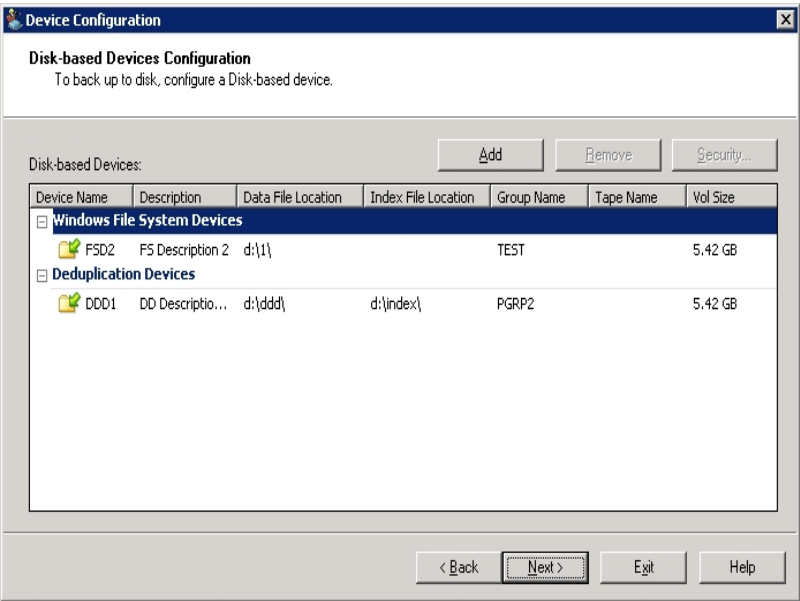 Device Configuration
Disk-based Devices Configuration
To back up to disk, configure a Disk-based device.
Add Remove Security...
Disk-based Devices:
Device Name Description Data File Location Index File Location Group Name Tape Name Vol Size
Windows File System Devices
FSD2 FS Description 2 d:\1\ TEST 5.42 GB
Deduplication Devices
DDD1 DD Descriptio... d:\ddd\ d:\index\ PGRP2 5.42 GB
< Back Next > Exit Help